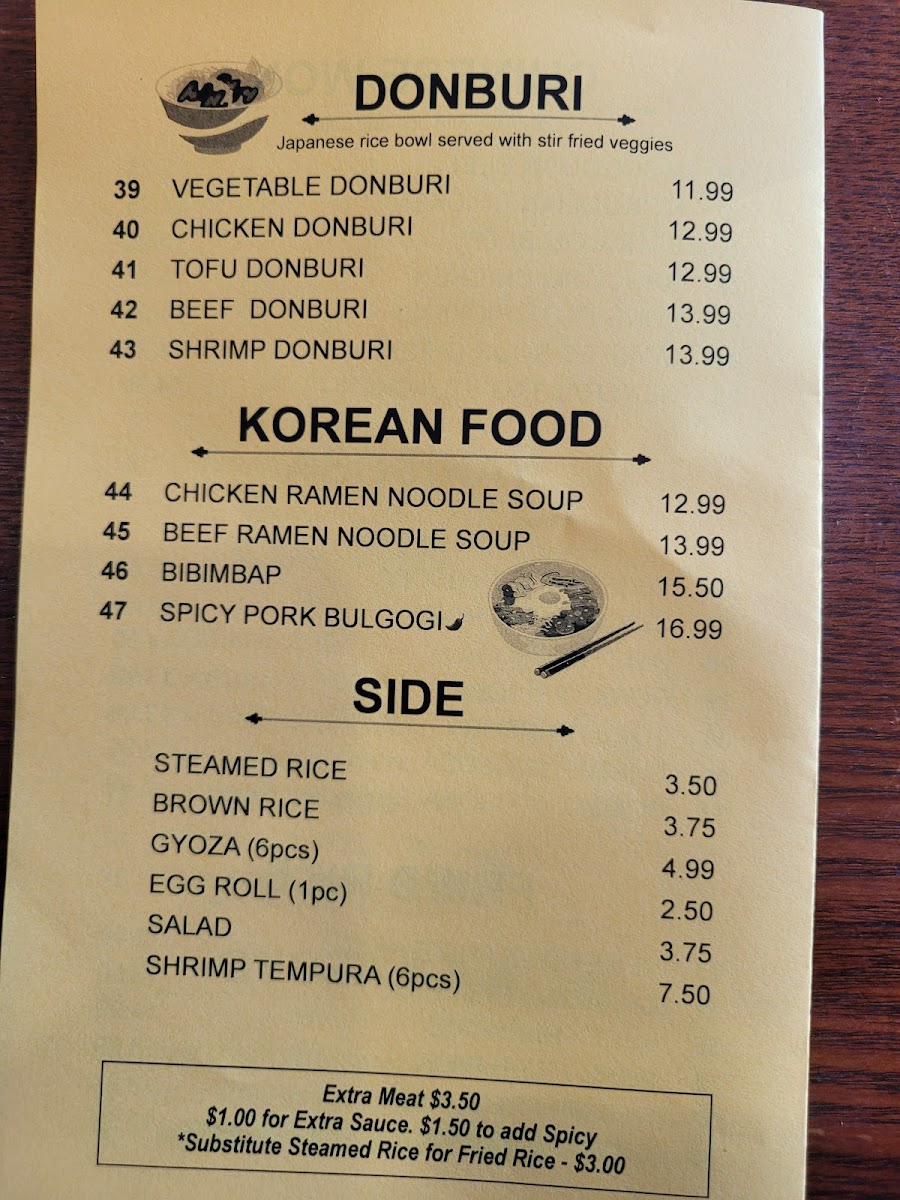 DONBURI
Japanese rice bowl served with stir fried veggies
39 VEGETABLE DONBURI 11.99
40 CHICKEN DONBURI 12.99
41 TOFU DONBURI 12.99
42 BEEF DONBURI 13.99
43 SHRIMP DONBURI 13.99
KOREAN FOOD
44 CHICKEN RAMEN NOODLE SOUP 12.99
45 BEEF RAMEN NOODLE SOUP 13.99
46 BIBIMBAP 15.50
47 SPICY PORK BULGOGI 16.99
SIDE
STEAMED RICE 3.50
BROWN RICE 3.75
GYOZA (6pcs) 4.99
EGG ROLL (1pc) 2.50
SALAD 3.75
SHRIMP TEMPURA (6pcs) 7.50
Extra Meat $3.50
$1.00 for Extra Sauce. $1.50 to add Spicy
*Substitute Steamed Rice for Fried Rice - $3.00